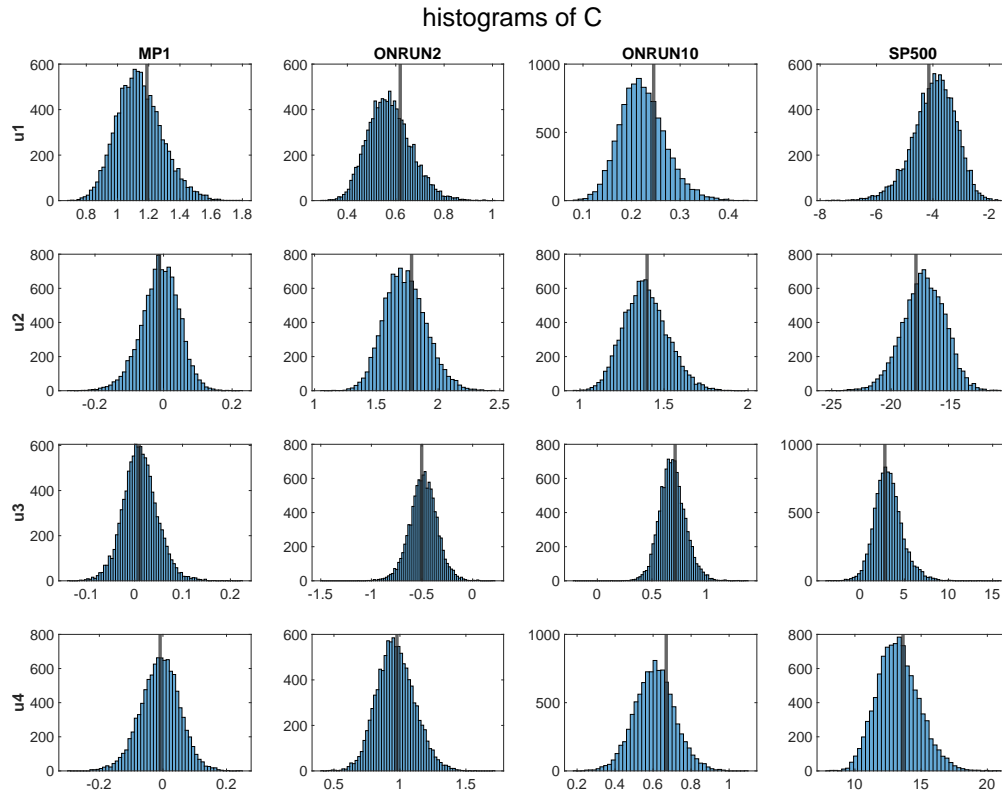 histograms of C
MP1 ONRUN2 ONRUN10 SP500
u1
600 400 200 0
0.8 1 1.2 1.4 1.6 1.8
600 400 200 0
0.4 0.6 0.8 1
1000 500 0
0.1 0.2 0.3 0.4
600 400 200 0
-8 -6 -4 -2
u2
800 600 400 200 0
-0.2 0 0.2
800 600 400 200 0
1 1.5 2 2.5
800 600 400 200 0
1 1.5 2
800 600 400 200 0
-25 -20 -15
u3
600 400 200 0
-0.1 0 0.1 0.2
800 600 400 200 0
-1.5 -1 -0.5 0
800 600 400 200 0
0 0.5 1
1000 500 0
0 5 10 15
u4
800 600 400 200 0
-0.2 0 0.2
600 400 200 0
0.5 1 1.5
1000 500 0
0.2 0.4 0.6 0.8 1
800 600 400 200 0
10 15 20